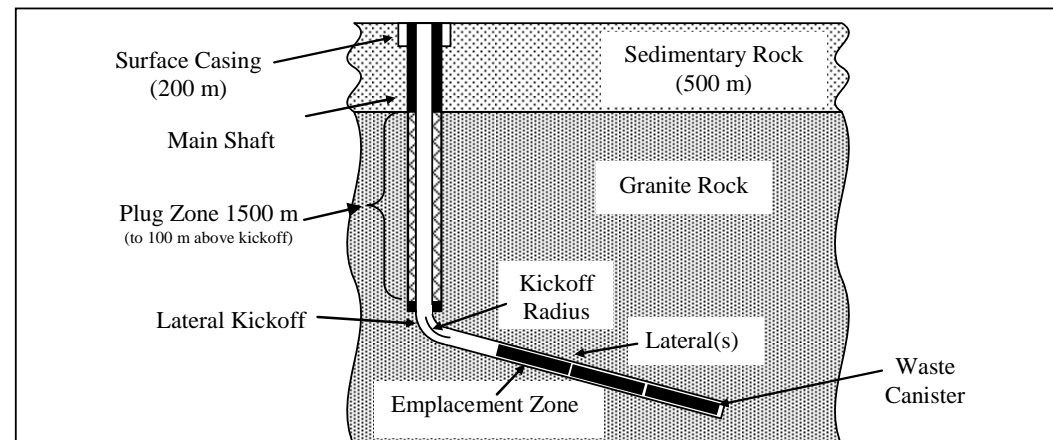 Surface Casing
(200 m)
Sedimentary Rock
(500 m)
Main Shaft
Granite Rock
Plug Zone 1500 m
(to 100 m above kickoff)
Kickoff
Radius
Lateral Kickoff
Lateral(s)
Waste
Canister
Emplacement Zone